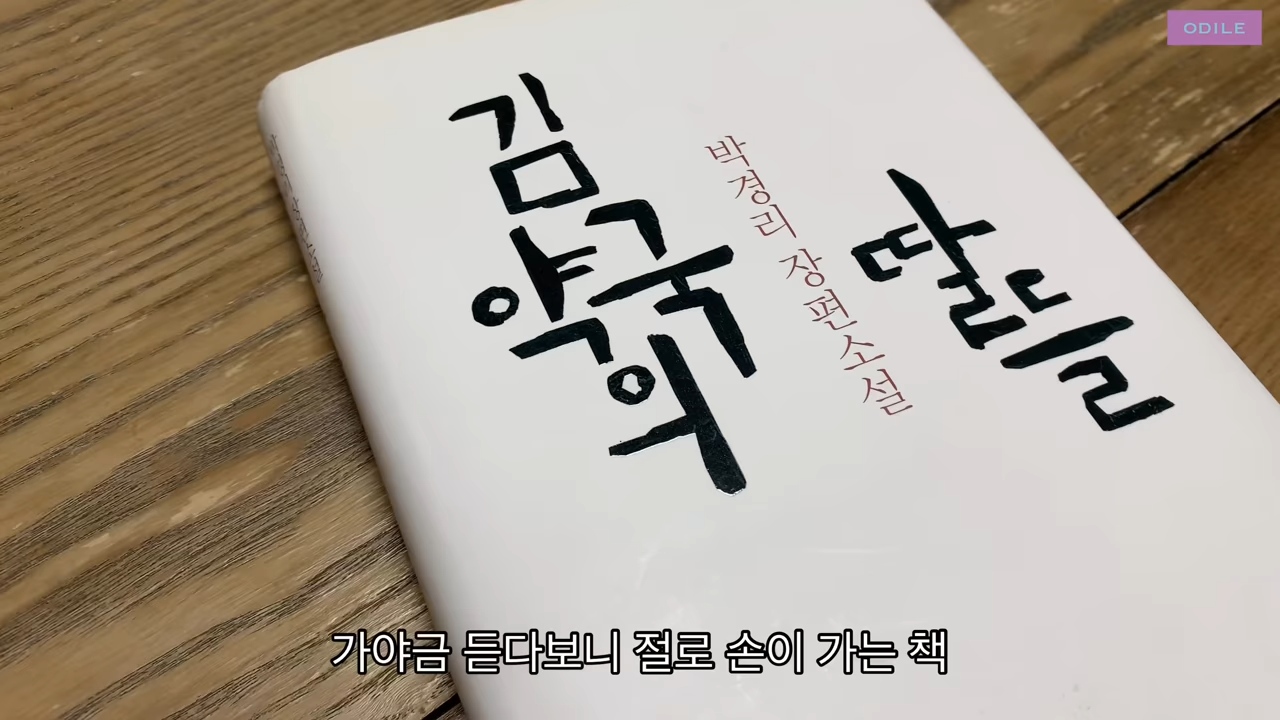 ODILE
김
약국
의
박경리 장편소설
딸들
가야금 듣다보니 절로 손이 가는 책